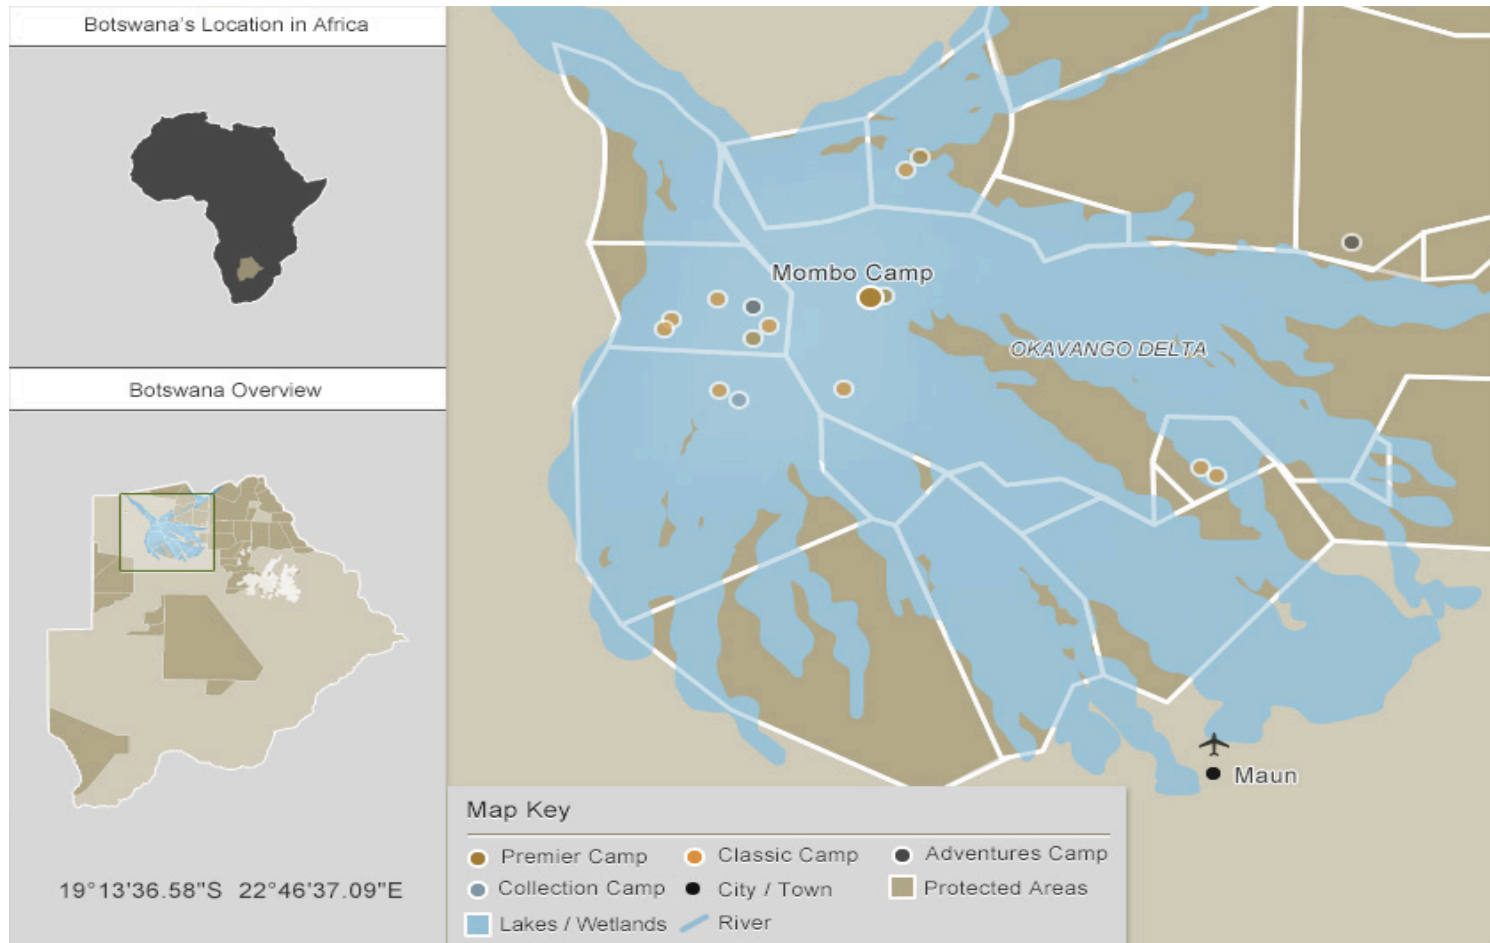 Botswana's Location in Africa
Botswana Overview
19°13'36.58"S 22°46'37.09"E
Mombo Camp
OKAVANGO DELTA
Maun
Map Key
Premier Camp
Classic Camp
Adventures Camp
Collection Camp
City / Town
Protected Areas
Lakes / Wetlands
River